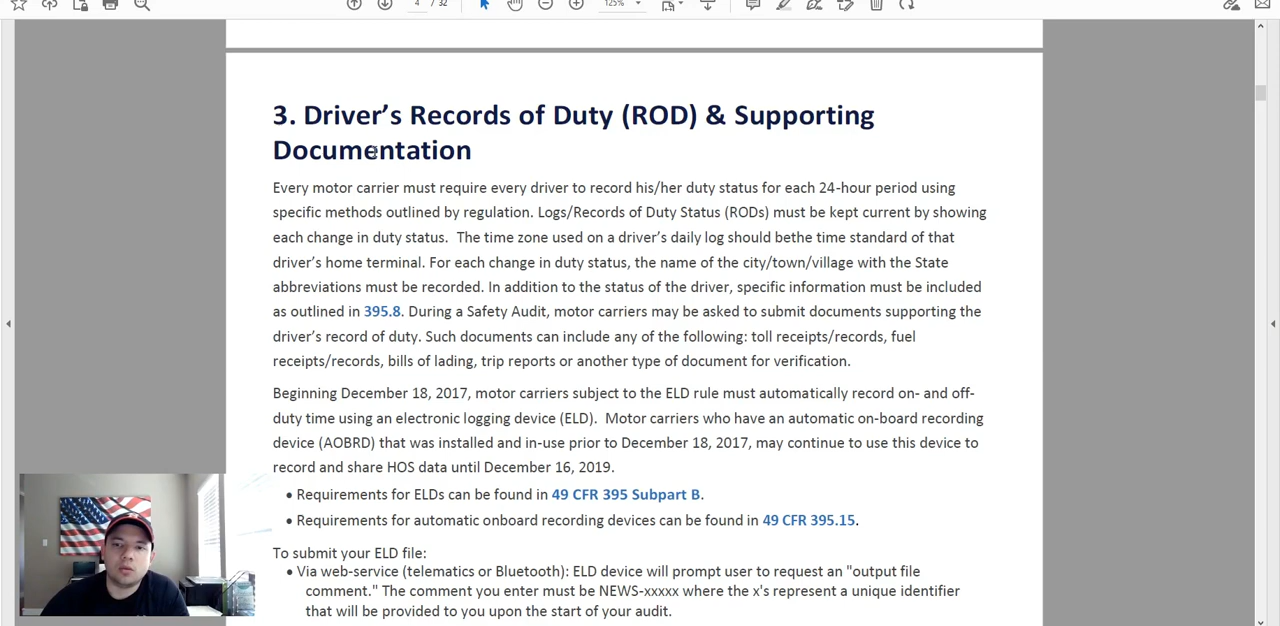 4 / 32
125%
3. Driver's Records of Duty (ROD) & Supporting
Documentation
Every motor carrier must require every driver to record his/her duty status for each 24-hour period using
specific methods outlined by regulation. Logs/Records of Duty Status (RODs) must be kept current by showing
each change in duty status.  The time zone used on a driver's daily log should bethe time standard of that
driver's home terminal. For each change in duty status, the name of the city/town/village with the State
abbreviations must be recorded. In addition to the status of the driver, specific information must be included
as outlined in 395.8. During a Safety Audit, motor carriers may be asked to submit documents supporting the
driver's record of duty. Such documents can include any of the following: toll receipts/records, fuel
receipts/records, bills of lading, trip reports or another type of document for verification.
Beginning December 18, 2017, motor carriers subject to the ELD rule must automatically record on- and off-
duty time using an electronic logging device (ELD).  Motor carriers who have an automatic on-board recording
device (AOBRD) that was installed and in-use prior to December 18, 2017, may continue to use this device to
record and share HOS data until December 16, 2019.
• Requirements for ELDs can be found in 49 CFR 395 Subpart B.
• Requirements for automatic onboard recording devices can be found in 49 CFR 395.15.
To submit your ELD file:
• Via web-service (telematics or Bluetooth): ELD device will prompt user to request an "output file
comment." The comment you enter must be NEWS-xxxxx where the x's represent a unique identifier
that will be provided to you upon the start of your audit.